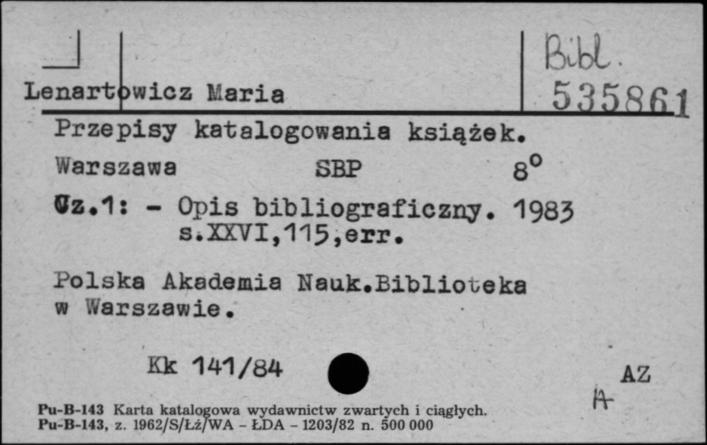 Bibl.
535861
Lenartowicz Maria
Przepisy katalogowania książek.
Warszawa SBP 8°
Cz.1: - Opis bibliograficzny. 1983
s.XXVI,115,err.
Polska Akademia Nauk.Biblioteka
w Warszawie.
Kk 141/84
AZ
Pu-B-143 Karta katalogowa wydawnictw zwartych i ciągłych.
Pu-B-143, z. 1962/S/Łż/WA - ŁDA - 1203/82 n. 500 000